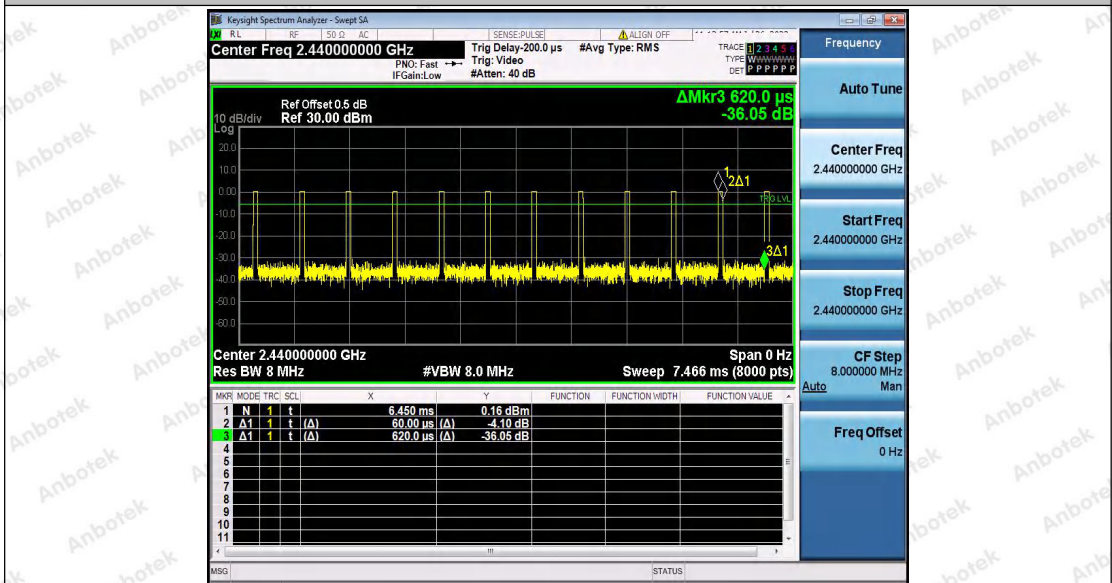 Keysight Spectrum Analyzer - Swept SA
RL RF 50 Ω AC SENSE:PULSE ALIGN OFF
Center Freq 2.440000000 GHz
PNO: Fast
IFGain:Low
Trig Delay-200.0 µs
Trig: Video
#Atten: 40 dB
#Avg Type: RMS
TRACE 1 2 3 4 5 6
TYPE WWWWWW
DET P P P P P P
ΔMkr3 620.0 µs
-36.05 dB
Ref Offset 0.5 dB
10 dB/div Ref 30.00 dBm
Log
20.0
10.0
0.00
-10.0
-20.0
-30.0
-40.0
-50.0
-60.0
1
2Δ1
TRIG LVL
3Δ1
Center 2.440000000 GHz Span 0 Hz
Res BW 8 MHz #VBW 8.0 MHz Sweep 7.466 ms (8000 pts)
MKR MODE TRC SCL X Y FUNCTION FUNCTION WIDTH FUNCTION VALUE
1 N 1 t 6.450 ms 0.16 dBm
2 Δ1 1 t (Δ) 60.00 µs (Δ) -4.10 dB
3 Δ1 1 t (Δ) 620.0 µs (Δ) -36.05 dB
4
5
6
7
8
9
10
11
MSG STATUS
Frequency
Auto Tune
Center Freq
2.440000000 GHz
Start Freq
2.440000000 GHz
Stop Freq
2.440000000 GHz
CF Step
8.000000 MHz
Auto Man
Freq Offset
0 Hz
Anbotek